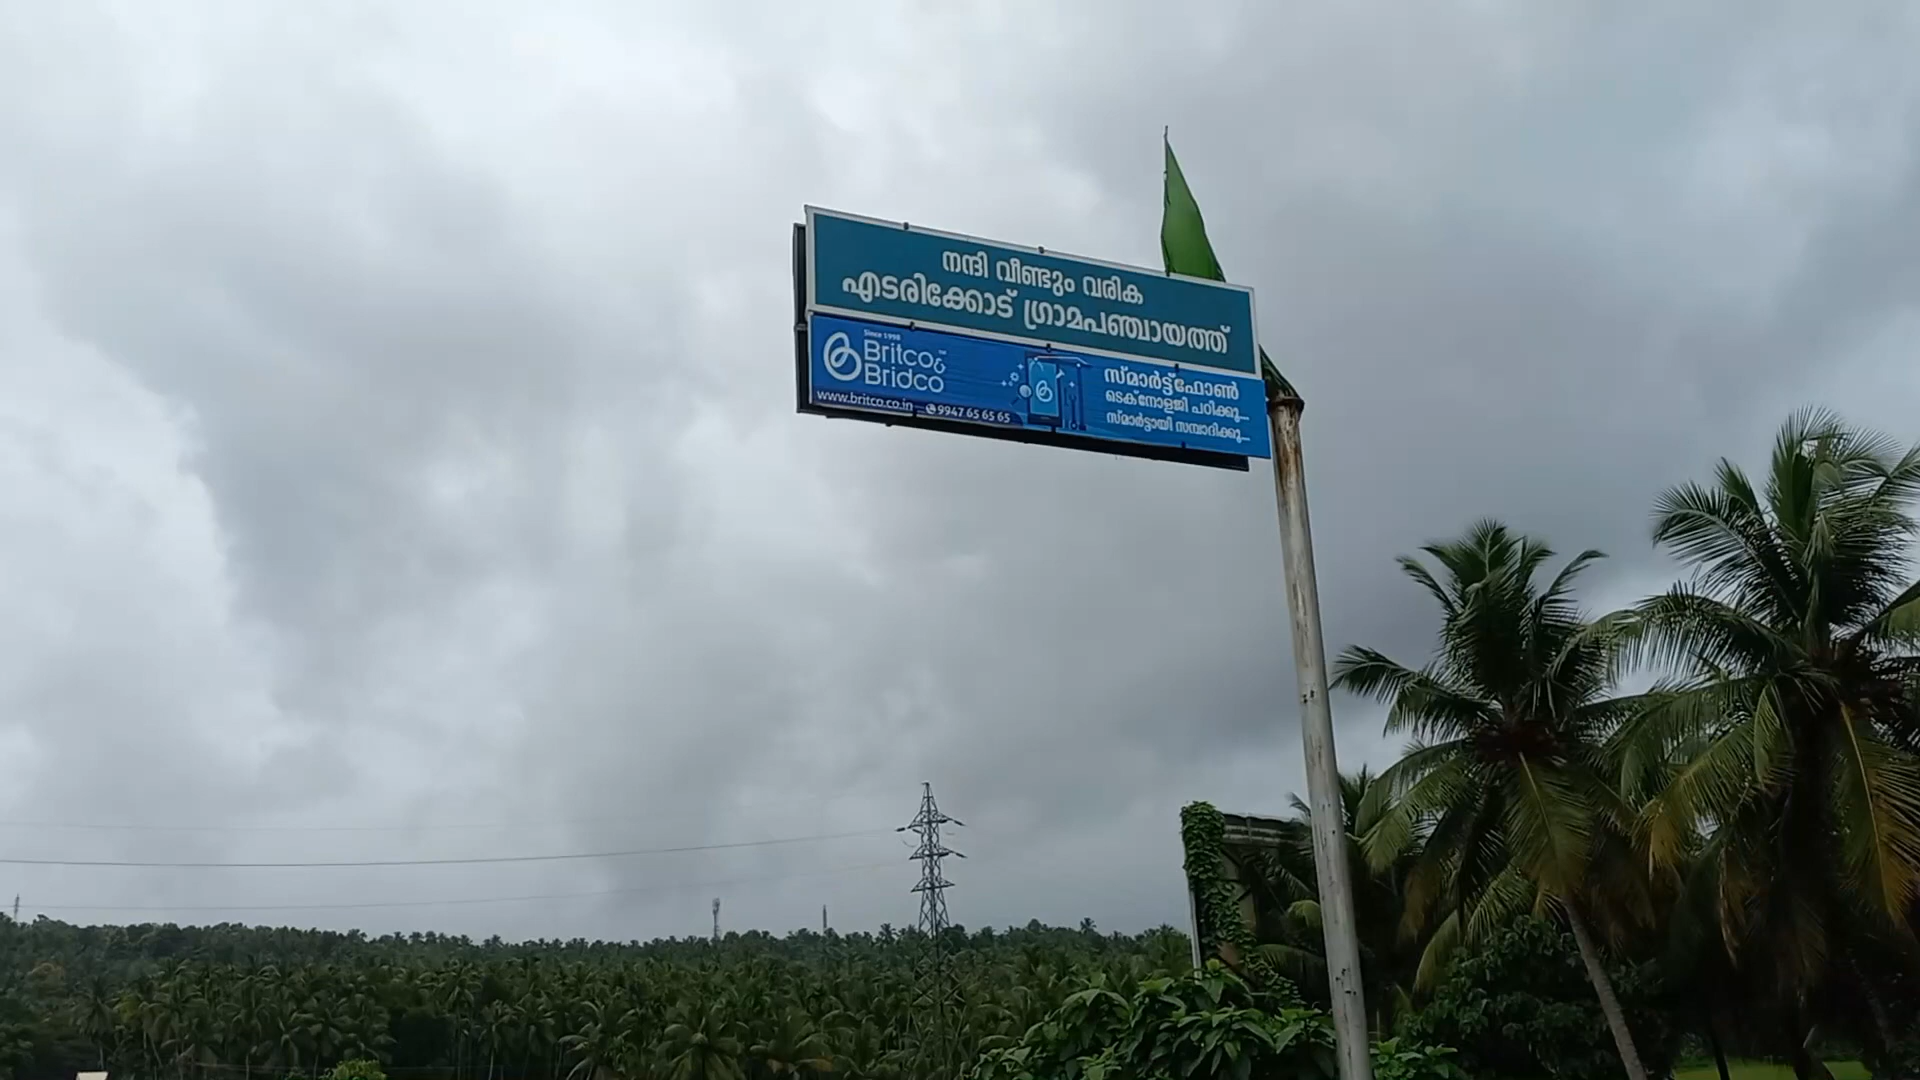 നന്ദി വീണ്ടും വരിക
എടരിക്കോട് ഗ്രാമപഞ്ചായത്ത്
Since 1998
Britco &
Bridco
www.britco.co.in
9947 65 65 65
സ്മാർട്ട്ഫോൺ
ടെക്നോളജി പഠിക്കൂ...
സ്മാർട്ടായി സമ്പാദിക്കൂ...